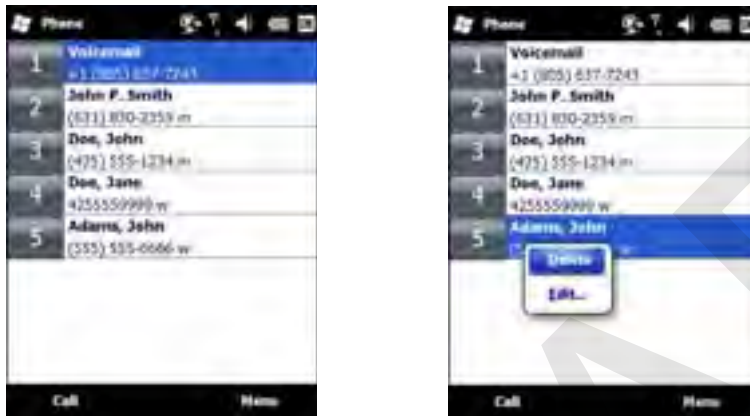 Phone
1 Voicemail
+1 (805) 637-7243
2 John P. Smith
(631) 830-2359 m
3 Doe, John
(425) 555-1234 m
4 Doe, Jane
4255559999 w
5 Adams, John
(555) 555-6666 w
Call Menu
Phone
1 Voicemail
+1 (805) 637-7243
2 John P. Smith
(631) 830-2359 m
3 Doe, John
(425) 555-1234 m
4 Doe, Jane
4255559999 w
5 Adams, John
w
Delete
Edit...
Call Menu